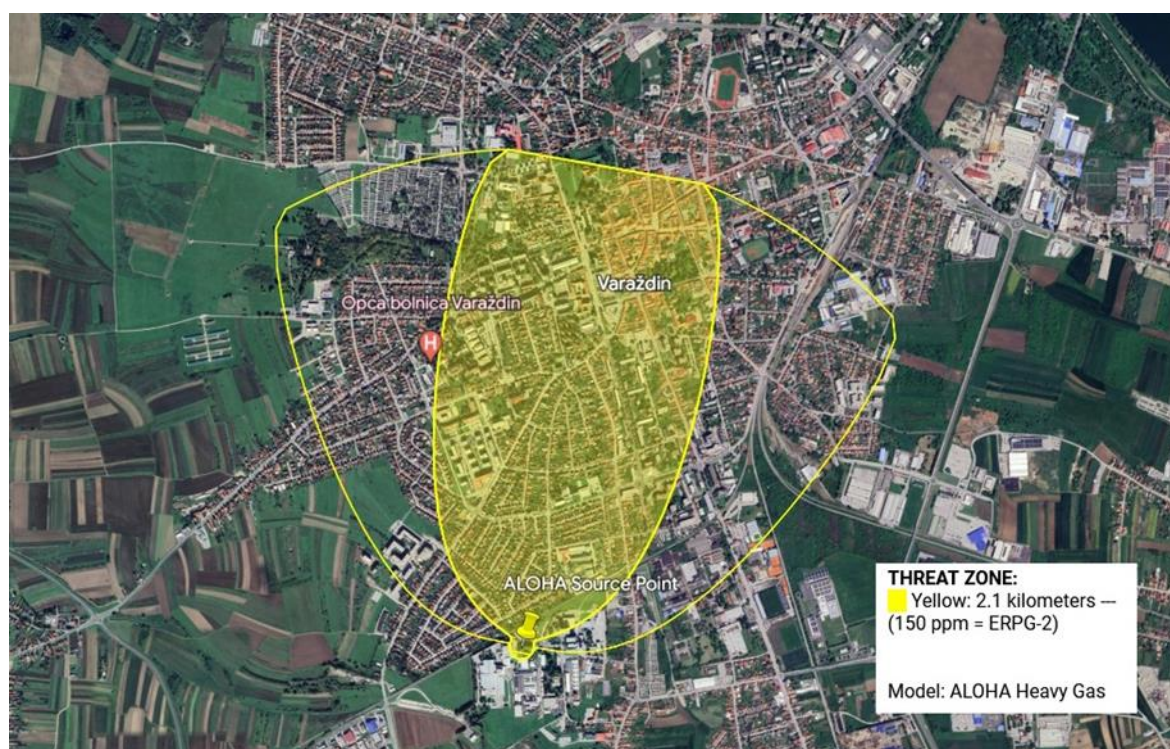 Varaždin
Opca bolnica Varaždin
H
ALOHA Source Point
THREAT ZONE:
Yellow: 2.1 kilometers ---
(150 ppm = ERPG-2)
Model: ALOHA Heavy Gas